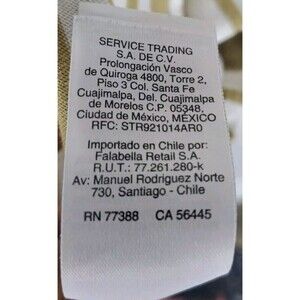 SERVICE TRADING
S.A. DE C.V.
Prolongación Vasco
de Quiroga 4800, Torre 2,
Piso 3 Col. Santa Fe
Cuajimalpa, Del. Cuajimalpa
de Morelos C.P. 05348,
Ciudad de México, MÉXICO
RFC: STR921014AR0
Importado en Chile por:
Falabella Retail S.A.
R.U.T.: 77.261.280-k
Av: Manuel Rodriguez Norte
730, Santiago - Chile
RN 77388 CA 56445